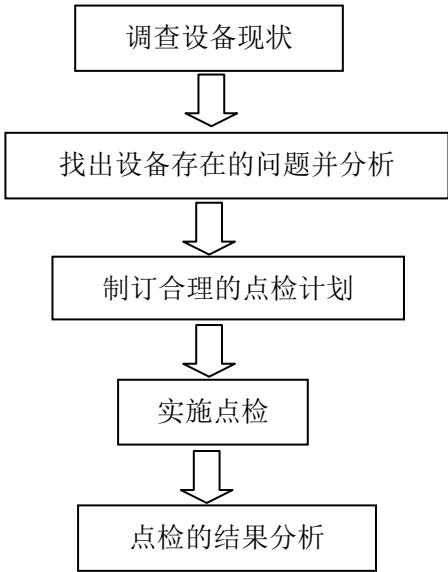 调查设备现状
找出设备存在的问题并分析
制订合理的点检计划
实施点检
点检的结果分析